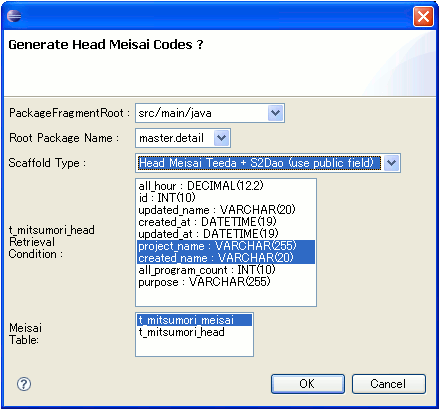 Generate Head Meisai Codes ?
PackageFragmentRoot : src/main/java
Root Package Name : master.detail
Scaffold Type : Head Meisai Teeda + S2Dao (use public field)
t_mitsumori_head
Retrieval
Condition :
all_hour : DECIMAL(12,2)
id : INT(10)
updated_name : VARCHAR(20)
created_at : DATETIME(19)
updated_at : DATETIME(19)
project_name : VARCHAR(255)
created_name : VARCHAR(20)
all_program_count : INT(10)
purpose : VARCHAR(255)
Meisai
Table:
t_mitsumori_meisai
t_mitsumori_head
?
OK Cancel